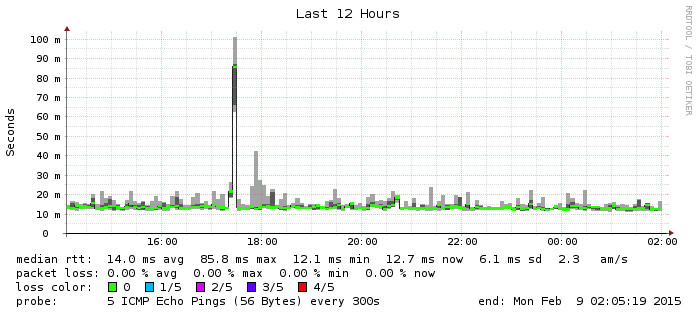 Last 12 Hours
RRDTOOL / TOBI OETIKER
Seconds
100 m
90 m
80 m
70 m
60 m
50 m
40 m
30 m
20 m
10 m
0
16:00 18:00 20:00 22:00 00:00 02:00
median rtt: 14.0 ms avg 85.8 ms max 12.1 ms min 12.7 ms now 6.1 ms sd 2.3 am/s
packet loss: 0.00 % avg 0.00 % max 0.00 % min 0.00 % now
loss color: 0 1/5 2/5 3/5 4/5
probe: 5 ICMP Echo Pings (56 Bytes) every 300s end: Mon Feb 9 02:05:19 2015